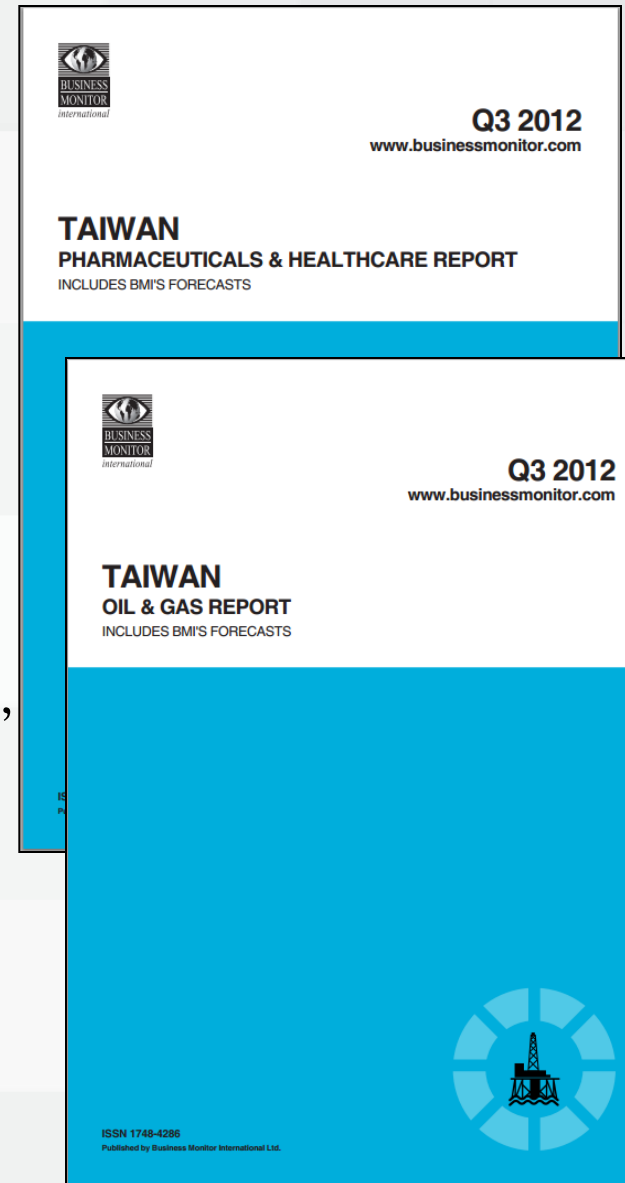 BUSINESS
MONITOR
international
Q3 2012
www.businessmonitor.com
TAIWAN
PHARMACEUTICALS & HEALTHCARE REPORT
INCLUDES BMI'S FORECASTS
BUSINESS
MONITOR
international
Q3 2012
www.businessmonitor.com
TAIWAN
OIL & GAS REPORT
INCLUDES BMI'S FORECASTS
,
ISSN 1748-4286
Published by Business Monitor International Ltd.